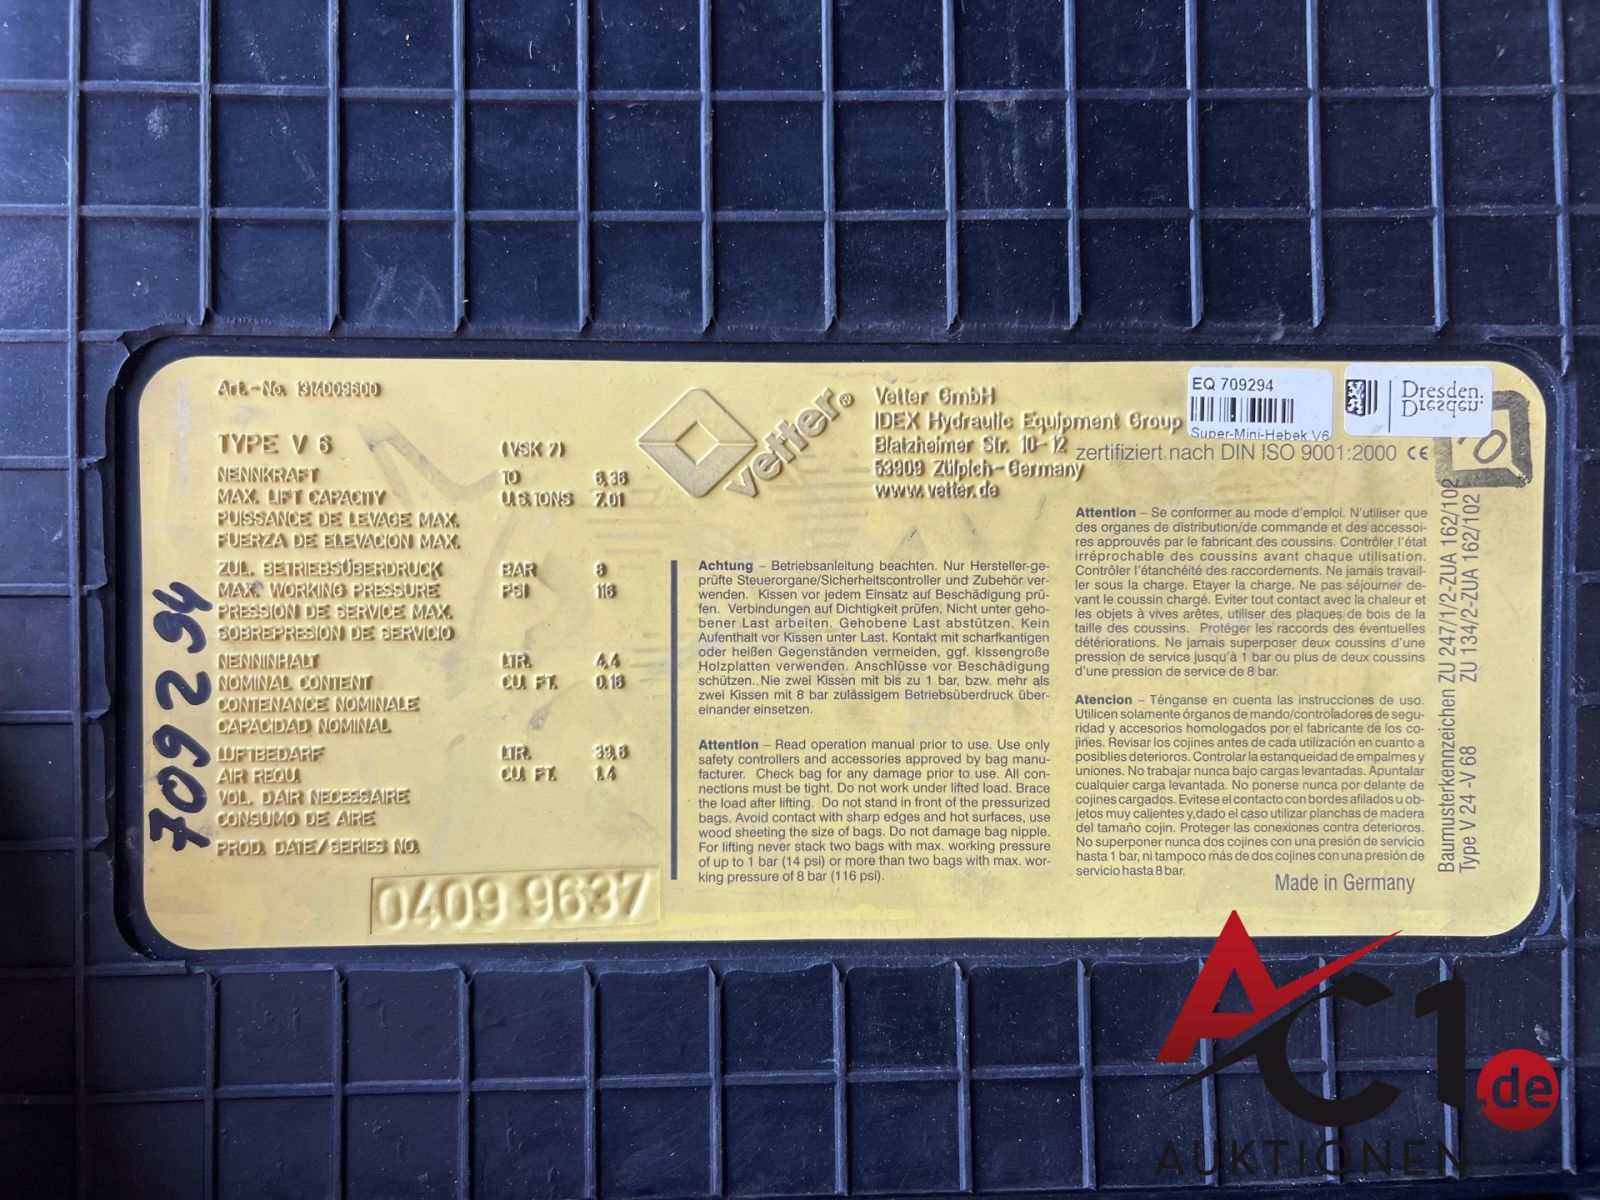 Art.-No. 1314009600
TYPE V 6 (VSK 7)
NENNKRAFT TO 6,36
MAX. LIFT CAPACITY U.S.TONS 7.01
PUISSANCE DE LEVAGE MAX.
FUERZA DE ELEVACION MAX.
ZUL. BETRIEBSÜBERDRUCK BAR 8
MAX. WORKING PRESSURE PSI 116
PRESSION DE SERVICE MAX.
SOBREPRESION DE SERVICIO
NENNINHALT LTR. 4,4
NOMINAL CONTENT CU. FT. 0.16
CONTENANCE NOMINALE
CAPACIDAD NOMINAL
LUFTBEDARF LTR. 39,6
AIR REQU. CU. FT. 1.4
VOL. D'AIR NECESSAIRE
CONSUMO DE AIRE
PROD. DATE/SERIES NO.
0409 9637
709294
vetter.®
Vetter GmbH
IDEX Hydraulic Equipment Group
Blatzheimer Str. 10-12
53909 Zülpich-Germany
www.vetter.de
zertifiziert nach DIN ISO 9001:2000 CE
EQ 709294
Super-Mini-Hebek V6
Dresden.
Dresden.
10
Achtung – Betriebsanleitung beachten. Nur Hersteller-ge-
prüfte Steuerorgane/Sicherheitscontroller und Zubehör ver-
wenden. Kissen vor jedem Einsatz auf Beschädigung prü-
fen. Verbindungen auf Dichtigkeit prüfen. Nicht unter geho-
bener Last arbeiten. Gehobene Last abstützen. Kein
Aufenthalt vor Kissen unter Last. Kontakt mit scharfkantigen
oder heißen Gegenständen vermeiden, ggf. kissengroße
Holzplatten verwenden. Anschlüsse vor Beschädigung
schützen. Nie zwei Kissen mit bis zu 1 bar, bzw. mehr als
zwei Kissen mit 8 bar zulässigem Betriebsüberdruck über-
einander einsetzen.
Attention – Read operation manual prior to use. Use only
safety controllers and accessories approved by bag manu-
facturer. Check bag for any damage prior to use. All con-
nections must be tight. Do not work under lifted load. Brace
the load after lifting. Do not stand in front of the pressurized
bags. Avoid contact with sharp edges and hot surfaces, use
wood sheeting the size of bags. Do not damage bag nipple.
For lifting never stack two bags with max. working pressure
of up to 1 bar (14 psi) or more than two bags with max. wor-
king pressure of 8 bar (116 psi).
Attention – Se conformer au mode d'emploi. N'utiliser que
des organes de distribution/de commande et des accessoi-
res approuvés par le fabricant des coussins. Contrôler l'état
irréprochable des coussins avant chaque utilisation.
Contrôler l'étanchéité des raccordements. Ne jamais travail-
ler sous la charge. Etayer la charge. Ne pas séjourner de-
vant le coussin chargé. Eviter tout contact avec la chaleur et
les objets à vives arêtes, utiliser des plaques de bois de la
taille des coussins. Protéger les raccords des éventuelles
détériorations. Ne jamais superposer deux coussins d'une
pression de service jusqu'à 1 bar ou plus de deux coussins
d'une pression de service de 8 bar.
Atencion – Ténganse en cuenta las instrucciones de uso.
Utilicen solamente órganos de mando/controladores de segu-
ridad y accesorios homologados por el fabricante de los co-
jines. Revisar los cojines antes de cada utilización en cuanto a
posibles deterioros. Controlar la estanqueidad de empalmes y
uniones. No trabajar nunca bajo cargas levantadas. Apuntalar
cualquier carga levantada. No ponerse nunca por delante de
cojines cargados. Evitese el contacto con bordes afilados u ob-
jetos muy calientes y, dado el caso utilizar planchas de madera
del tamaño cojin. Proteger las conexiones contra deterioros.
No superponer nunca dos cojines con una presión de servicio
hasta 1 bar, ni tampoco más de dos cojines con una presión de
servicio hasta 8 bar.
Made in Germany
Baumusterkennzeichen ZU 247/1/2-ZUA 162/102
Type V 24 -V 68 ZU 134/2-ZUA 162/102
AC1.de
AUKTIONEN